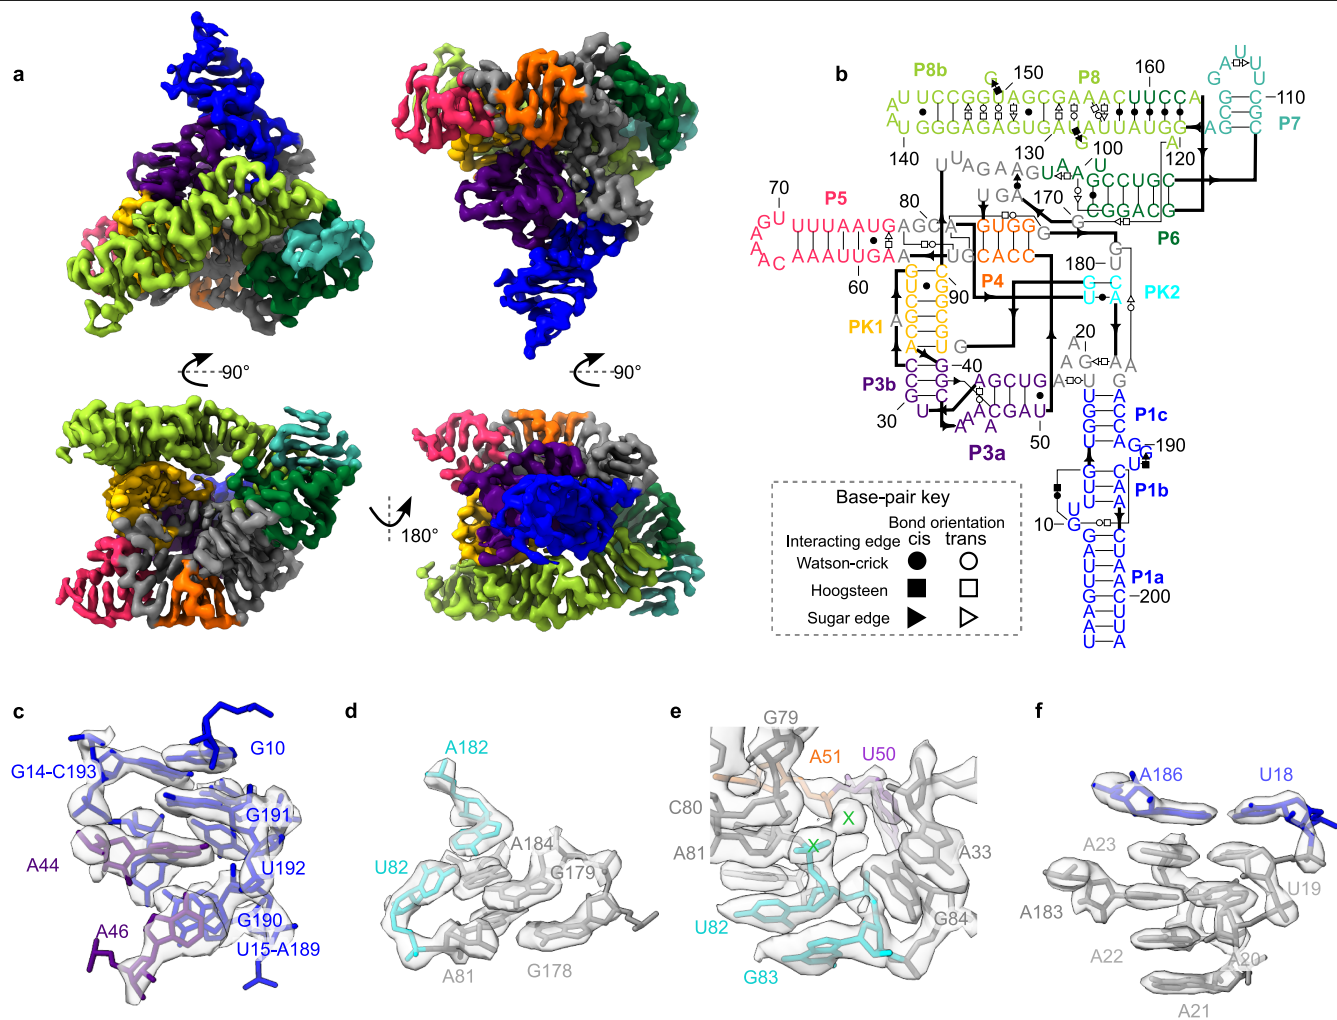 a
90°
90°
180°
b
P8b
G
150
P8
160
A
U
U
U
G
U
110
P7
U U C C G G U A G C G A A A C U U C C A
A
U
G G G A G A G U G A U A U U A U G G
G
140
130
100
120
A G
A
U U A G A A G U A A U
G C C U G C
C G G A C G
170
P6
U G A
G
70
P5
80
G U
A
A
A C
U U U A A U G A G C A
A A A U U G A A
60
G U G G G
U G C A C C
P4
G
U
180
G C
U A
PK2
PK1
90
G
U
C
G
C
A
C
G
G
C
G
U
A
G
P3b
40
C
C
G
U
G
G
C
30
A G C U G A
A A A C G A U
50
P3a
20
A
A
G
A
A
U
G
P1c
U
G
G
U
A
C
C
A
G
G
U
190
P1b
U
G
U
U
C
A
A
10
U
G
G
A
U
U
G
A
A
U
C
U
A
A
C
U
U
A
P1a
200
Base-pair key
Bond orientation
Interacting edge cis trans
Watson-crick
Hoogsteen
Sugar edge
c
G10
G14-C193
G191
A44
U192
G190
A46
U15-A189
d
A182
A184
U82
G179
A81
G178
e
G79
A51
U50
C80
X
X
A81
A33
U82
G84
G83
f
A186
U18
A23
U19
A183
A22
A20
A21